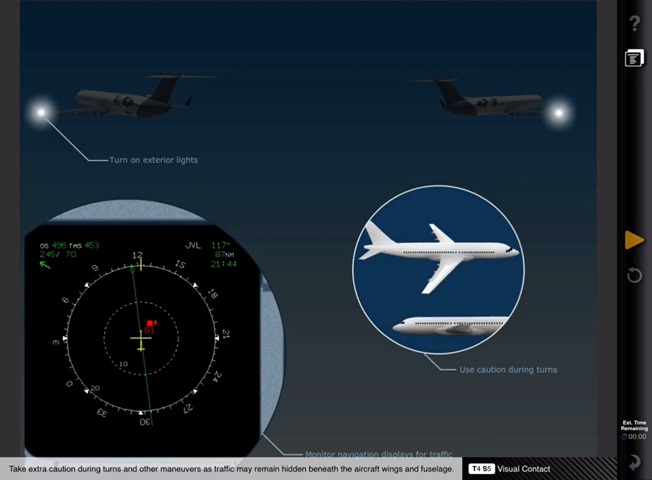 ?
Turn on exterior lights
GS 496 TAS 453
245/ 70
JVL 117°
87NM
21:44
12
15
18
21
24
27
30
33
0
3
6
9
01
10
20
Use caution during turns
Monitor navigation displays for traffic
Est. Time
Remaining
00:00
Take extra caution during turns and other maneuvers as traffic may remain hidden beneath the aircraft wings and fuselage.
T4 S5 Visual Contact